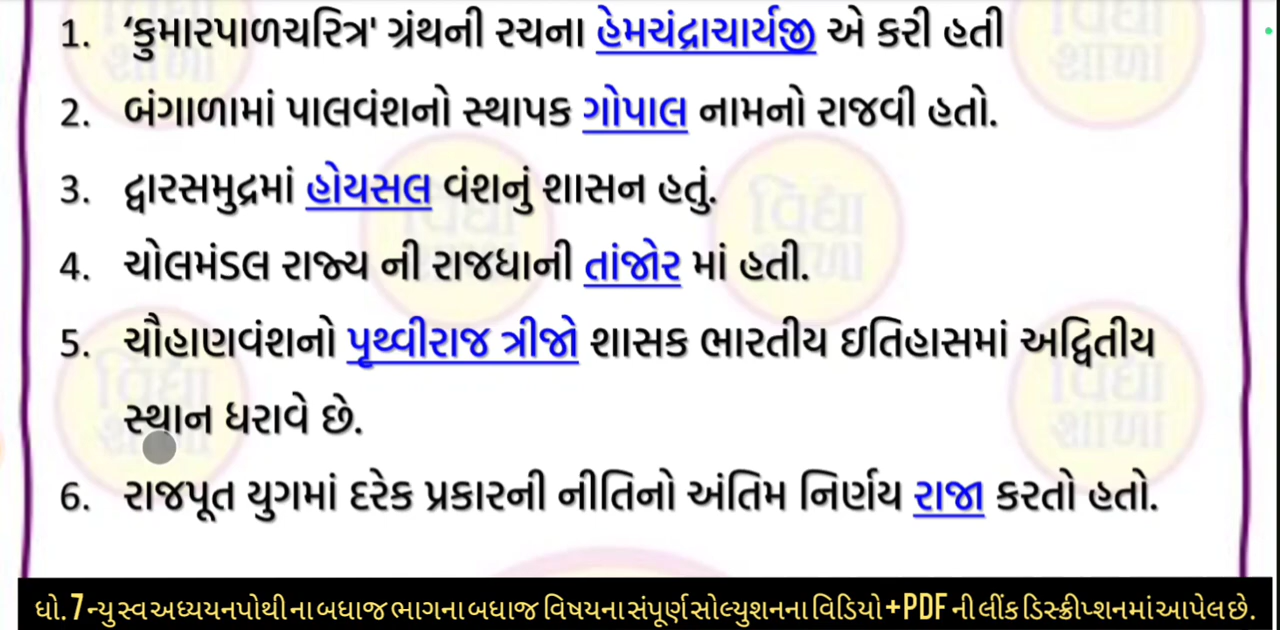 1. ‘કુમારપાળચરિત્ર' ગ્રંથની રચના હેમચંદ્રાચાર્યજી એ કરી હતી
2. બંગાળામાં પાલવંશનો સ્થાપક ગોપાલ નામનો રાજવી હતો.
3. દ્વારસમુદ્રમાં હોયસલ વંશનું શાસન હતું.
4. ચોલમંડલ રાજ્ય ની રાજધાની તાંજોર માં હતી.
5. ચૌહાણવંશનો પૃથ્વીરાજ ત્રીજો શાસક ભારતીય ઇતિહાસમાં અદ્વિતીય
સ્થાન ધરાવે છે.
6. રાજપૂત યુગમાં દરેક પ્રકારની નીતિનો અંતિમ નિર્ણય રાજા કરતો હતો.
ધો. 7 ન્યુ સ્વઅધ્યયનપોથી ના બધાજ ભાગના બધાજ વિષયના સંપૂર્ણ સોલ્યુશનના વિડિયો + PDF ની લીંક ડિસ્ક્રીપ્શનમાં આપેલ છે.
વિદ્યા
શાળા